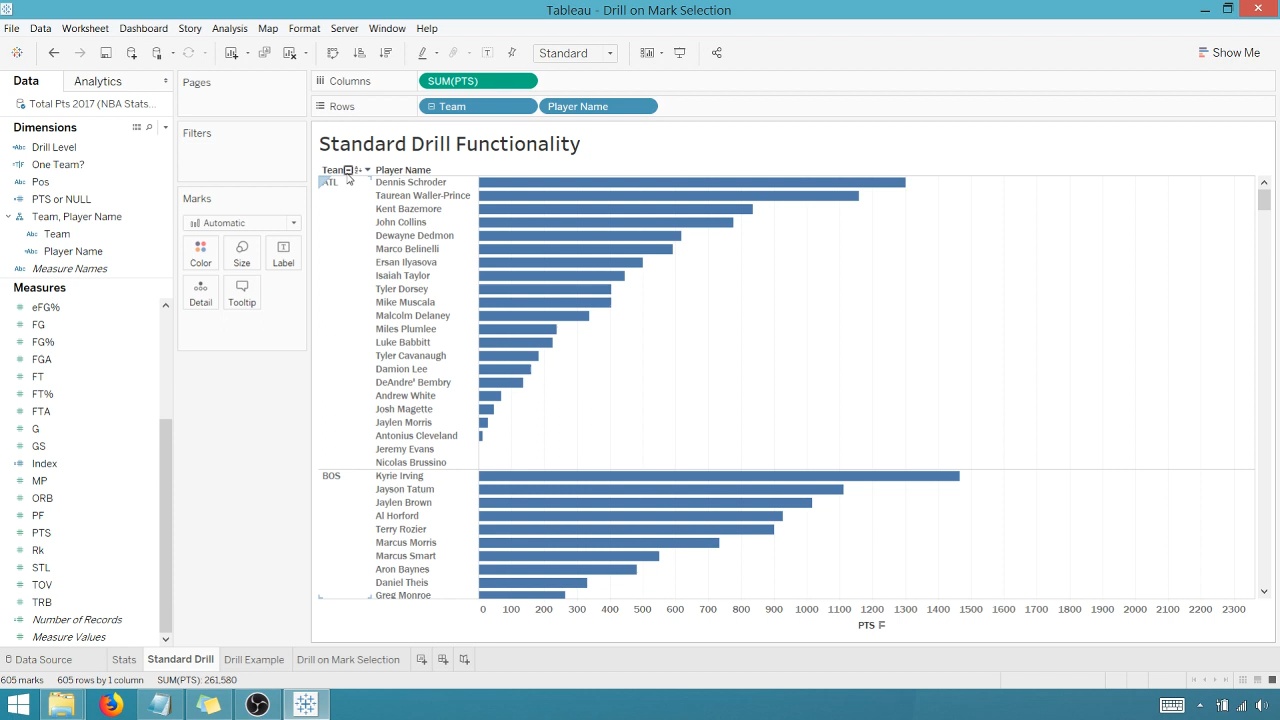 Tableau - Drill on Mark Selection
File Data Worksheet Dashboard Story Analysis Map Format Server Window Help
Standard
Show Me
Data Analytics
Total Pts 2017 (NBA Stats...
Dimensions
Abc Drill Level
=T|F One Team?
Abc Pos
=Abc PTS or NULL
Team, Player Name
Abc Team
=Abc Player Name
Abc Measure Names
Measures
eFG%
FG
FG%
FGA
FT
FT%
FTA
G
GS
Index
MP
ORB
PF
PTS
Rk
STL
TOV
TRB
Number of Records
Measure Values
Pages
Filters
Marks
Automatic
Color Size Label
Detail Tooltip
Columns SUM(PTS)
Rows Team Player Name
Standard Drill Functionality
Team Player Name
ATL Dennis Schroder
Taurean Waller-Prince
Kent Bazemore
John Collins
Dewayne Dedmon
Marco Belinelli
Ersan Ilyasova
Isaiah Taylor
Tyler Dorsey
Mike Muscala
Malcolm Delaney
Miles Plumlee
Luke Babbitt
Tyler Cavanaugh
Damion Lee
DeAndre' Bembry
Andrew White
Josh Magette
Jaylen Morris
Antonius Cleveland
Jeremy Evans
Nicolas Brussino
BOS Kyrie Irving
Jayson Tatum
Jaylen Brown
Al Horford
Terry Rozier
Marcus Morris
Marcus Smart
Aron Baynes
Daniel Theis
Greg Monroe
0 100 200 300 400 500 600 700 800 900 1000 1100 1200 1300 1400 1500 1600 1700 1800 1900 2000 2100 2200 2300
PTS
Data Source Stats Standard Drill Drill Example Drill on Mark Selection
605 marks 605 rows by 1 column SUM(PTS): 261,580